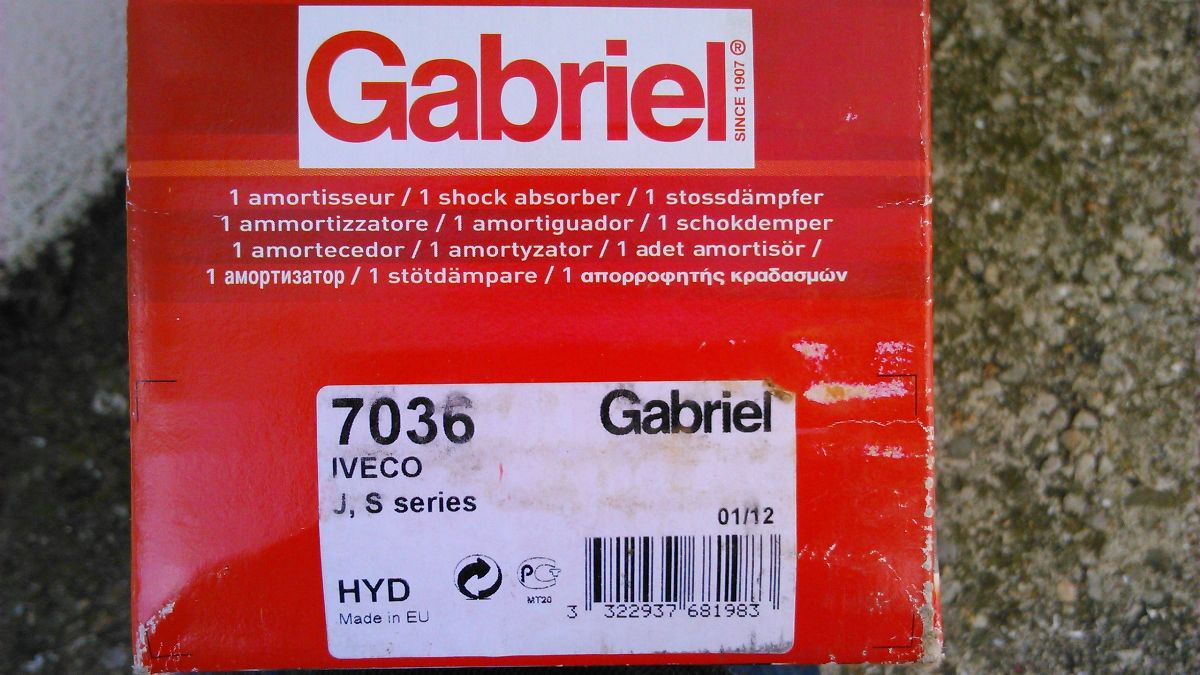 Gabriel®
SINCE 1907
1 amortisseur / 1 shock absorber / 1 stossdämpfer
1 ammortizzatore / 1 amortiguador / 1 schokdemper
1 amortecedor / 1 amortyzator / 1 adet amortisör /
1 амортизатор / 1 stötdämpare / 1 απορροφητής κραδασμών
7036
Gabriel
IVECO
J, S series
01/12
HYD
Made in EU
РСТ
MT20
3 322937 681983